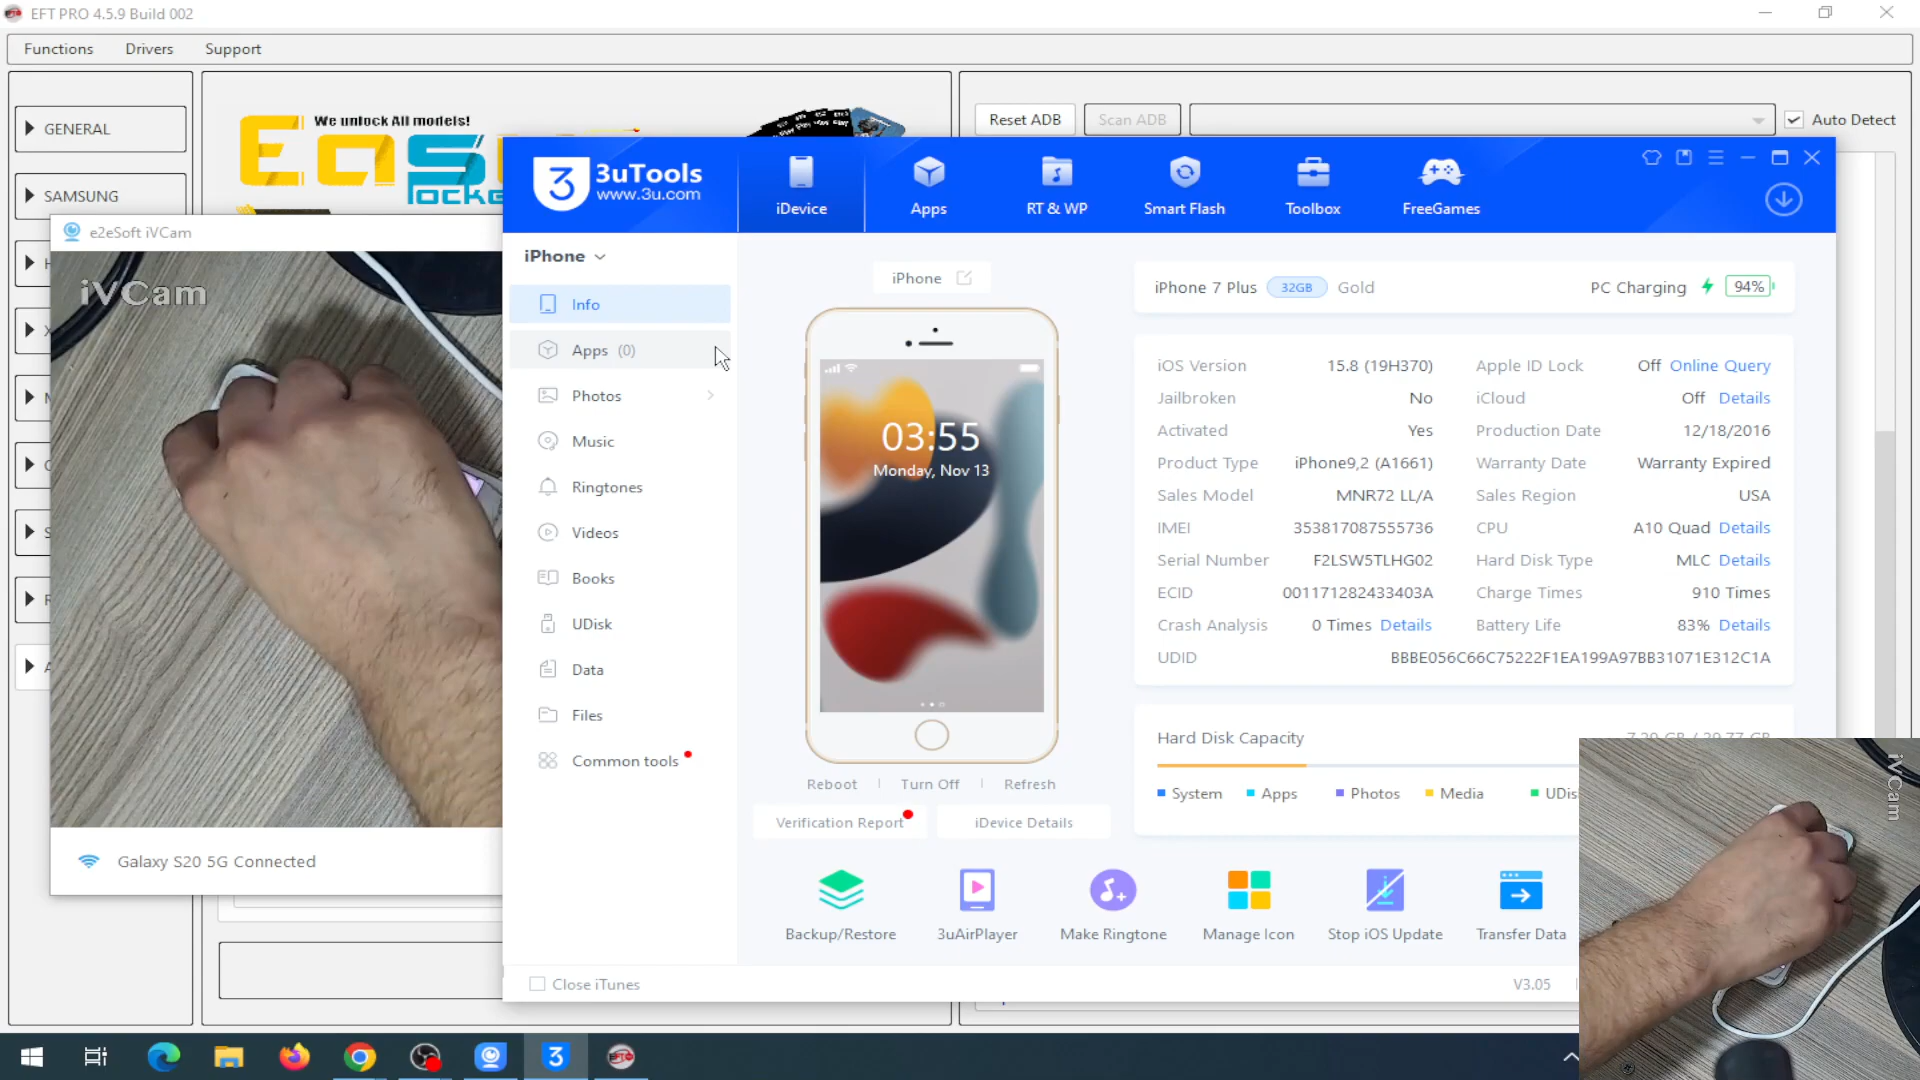 EFT PRO 4.5.9 Build 002
Functions Drivers Support
GENERAL
SAMSUNG
We unlock All models!
Reset ADB Scan ADB Auto Detect
3uTools
www.3u.com
iDevice Apps RT & WP Smart Flash Toolbox FreeGames
e2eSoft iVCam
iVCam
Galaxy S20 5G Connected
iPhone
Info
Apps (0)
Photos
Music
Ringtones
Videos
Books
UDisk
Data
Files
Common tools
Close iTunes
iPhone
03:55
Monday, Nov 13
Reboot Turn Off Refresh
Verification Report iDevice Details
iPhone 7 Plus 32GB Gold PC Charging 94%
iOS Version 15.8 (19H370) Apple ID Lock Off Online Query
Jailbroken No iCloud Off Details
Activated Yes Production Date 12/18/2016
Product Type iPhone9,2 (A1661) Warranty Date Warranty Expired
Sales Model MNR72 LL/A Sales Region USA
IMEI 353817087555736 CPU A10 Quad Details
Serial Number F2LSW5TLHG02 Hard Disk Type MLC Details
ECID 001171282433403A Charge Times 910 Times
Crash Analysis 0 Times Details Battery Life 83% Details
UDID BBBE056C66C75222F1EA199A97BB31071E312C1A
Hard Disk Capacity
System Apps Photos Media
Backup/Restore 3uAirPlayer Make Ringtone Manage Icon Stop iOS Update Transfer Data
V3.05
iVCam